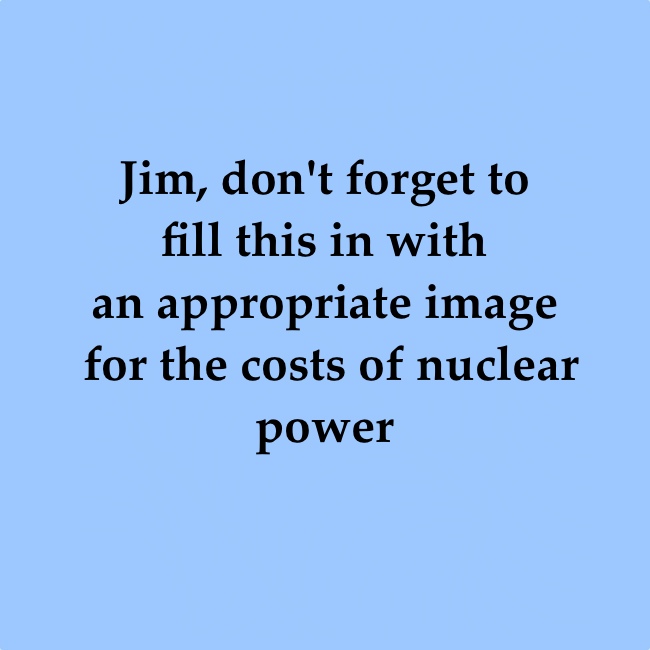 Jim, don't forget to
fill this in with
an appropriate image
for the costs of nuclear
power